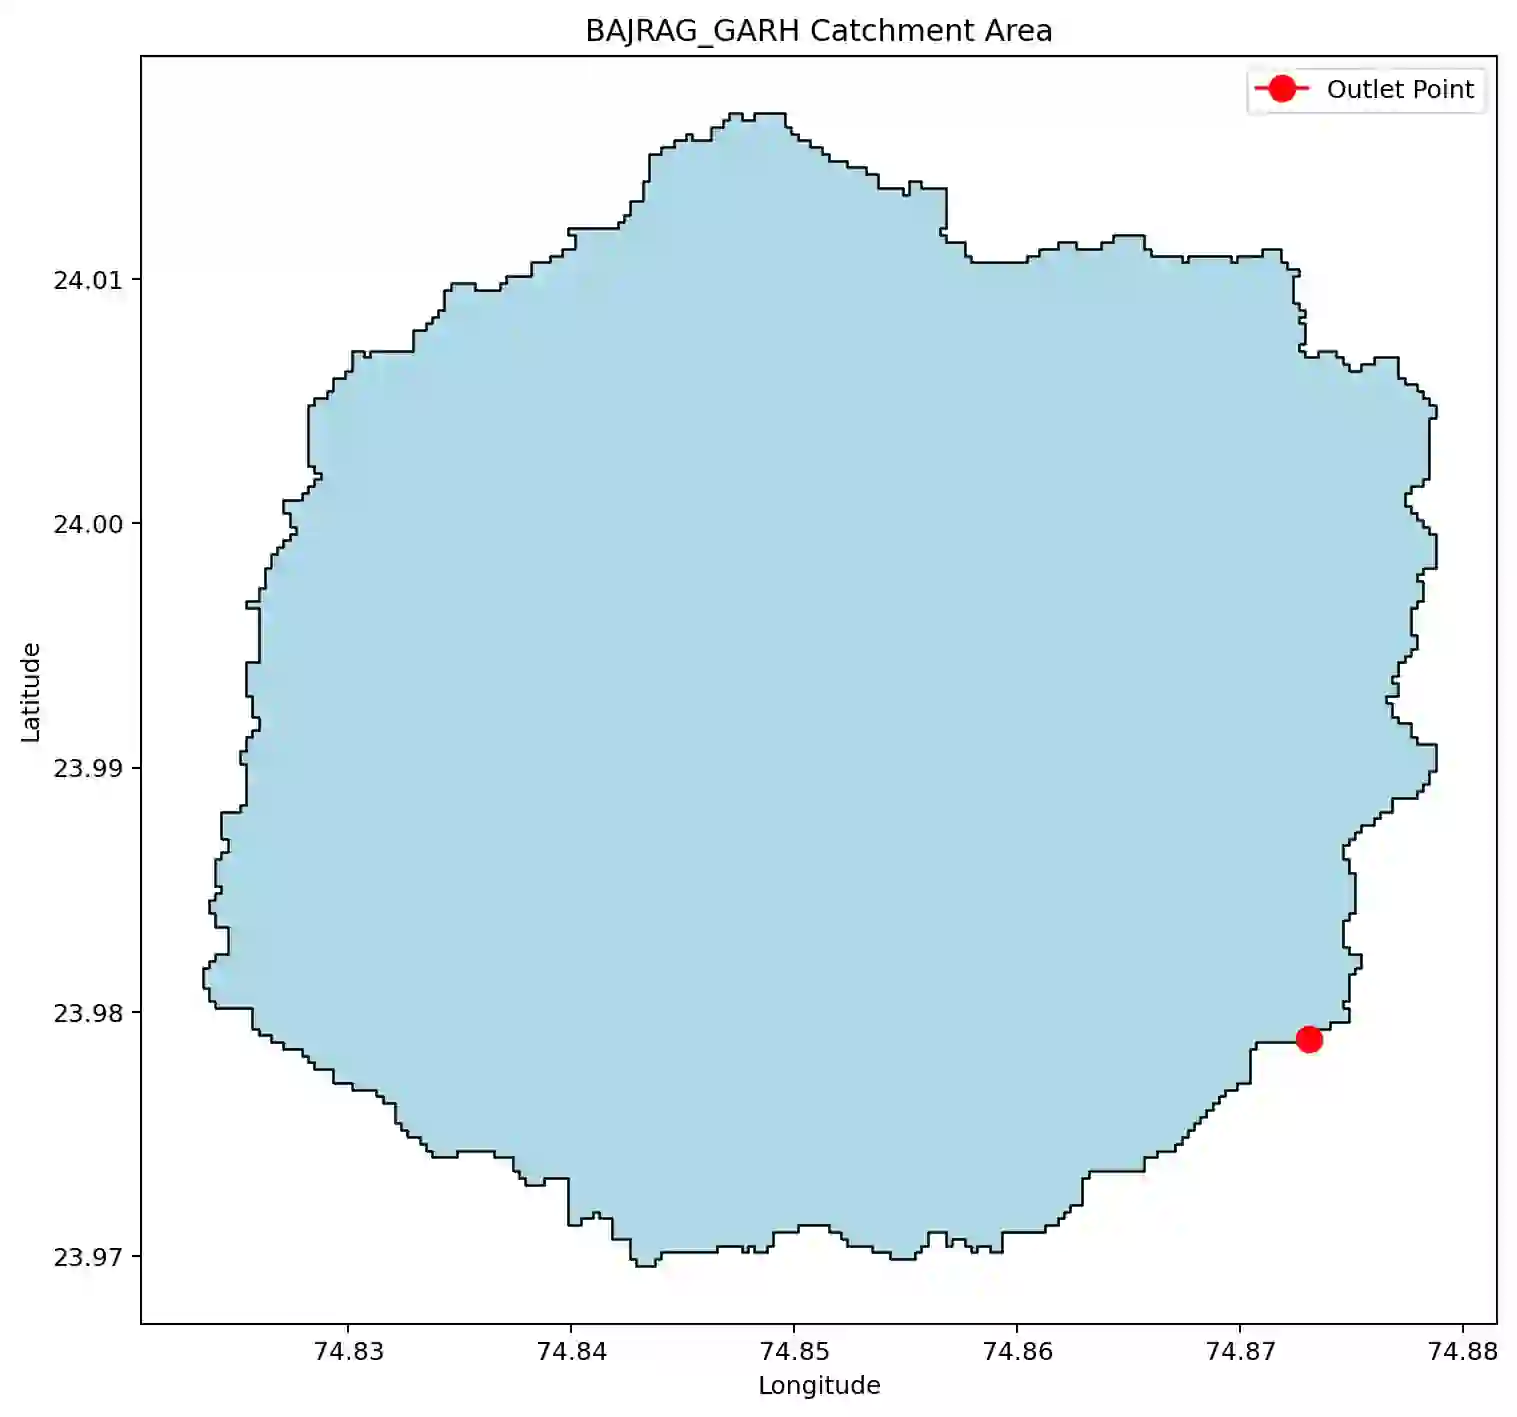 BAJRAG_GARH Catchment Area
Outlet Point
24.01
24.00
23.99
23.98
23.97
Latitude
74.83 74.84 74.85 74.86 74.87 74.88
Longitude